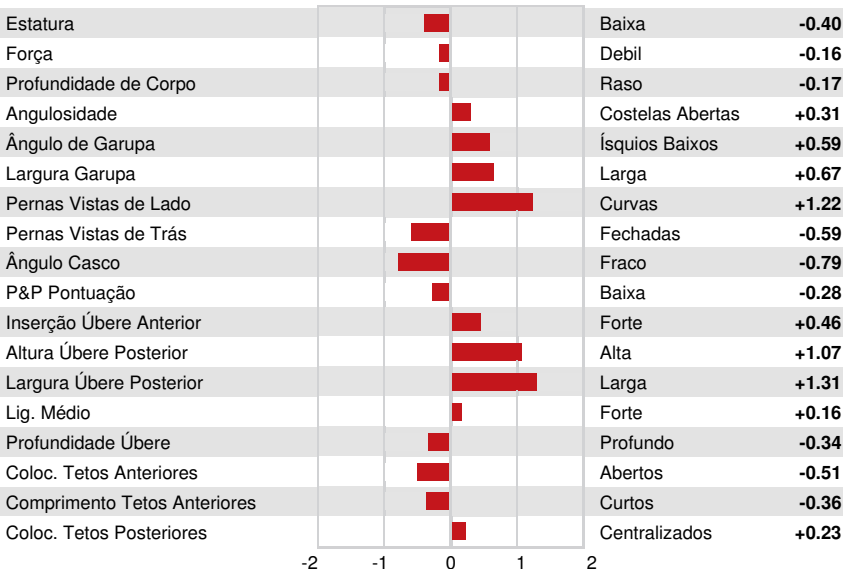 Estatura Baixa -0.40
Força Debil -0.16
Profundidade de Corpo Raso -0.17
Angulosidade Costelas Abertas +0.31
Ângulo de Garupa Ísquios Baixos +0.59
Largura Garupa Larga +0.67
Pernas Vistas de Lado Curvas +1.22
Pernas Vistas de Trás Fechadas -0.59
Ângulo Casco Fraco -0.79
P&P Pontuação Baixa -0.28
Inserção Úbere Anterior Forte +0.46
Altura Úbere Posterior Alta +1.07
Largura Úbere Posterior Larga +1.31
Lig. Médio Forte +0.16
Profundidade Úbere Profundo -0.34
Coloc. Tetos Anteriores Abertos -0.51
Comprimento Tetos Anteriores Curtos -0.36
Coloc. Tetos Posteriores Centralizados +0.23
-2 -1 0 1 2